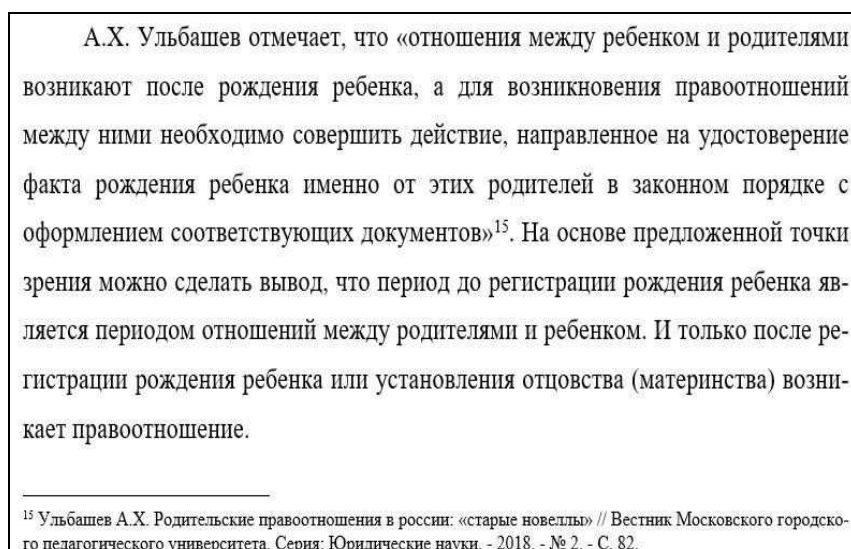 А.Х. Ульбашев отмечает, что «отношения между ребенком и родителями
возникают после рождения ребенка, а для возникновения правоотношений
между ними необходимо совершить действие, направленное на удостоверение
факта рождения ребенка именно от этих родителей в законном порядке с
оформлением соответствующих документов»¹⁵. На основе предложенной точки
зрения можно сделать вывод, что период до регистрации рождения ребенка яв-
ляется периодом отношений между родителями и ребенком. И только после ре-
гистрации рождения ребенка или установления отцовства (материнства) возни-
кает правоотношение.
¹⁵ Ульбашев А.Х. Родительские правоотношения в россии: «старые новеллы» // Вестник Московского городско-
го педагогического университета. Серия: Юридические науки. - 2018. - № 2. - С. 82.